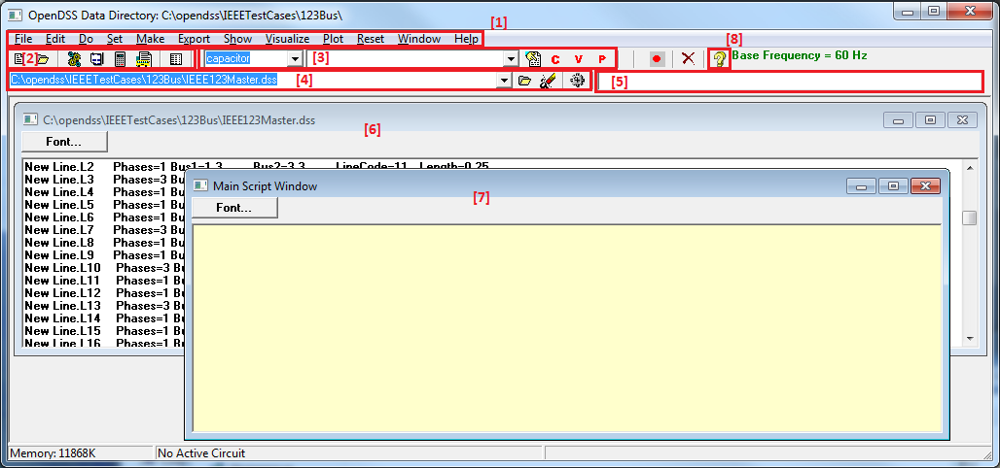 OpenDSS Data Directory: C:\opendss\IEEETestCases\123Bus\
[1]
File Edit Do Set Make Export Show Visualize Plot Reset Window Help
[8]
[2] capacitor [3] C V P Base Frequency = 60 Hz
C:\opendss\IEEETestCases\123Bus\IEEE123Master.dss [4] [5]
C:\opendss\IEEETestCases\123Bus\IEEE123Master.dss [6]
Font...
New Line.L2 Phases=1 Bus1=1.3 Bus2=3.3 LineCode=11 Length=0.25
New Line.L3 Phases=3 Bu
New Line.L4 Phases=1 Bu
New Line.L5 Phases=1 Bu
New Line.L6 Phases=1 Bu
New Line.L7 Phases=3 Bu
New Line.L8 Phases=1 Bu
New Line.L9 Phases=1 Bu
New Line.L10 Phases=3 Bu
New Line.L11 Phases=1 Bu
New Line.L12 Phases=1 Bu
New Line.L13 Phases=3 Bu
New Line.L14 Phases=1 Bu
New Line.L15 Phases=1 Bu
New Line.L16 Phases=1 Bu
Main Script Window
[7]
Font...
Memory: 11868K No Active Circuit